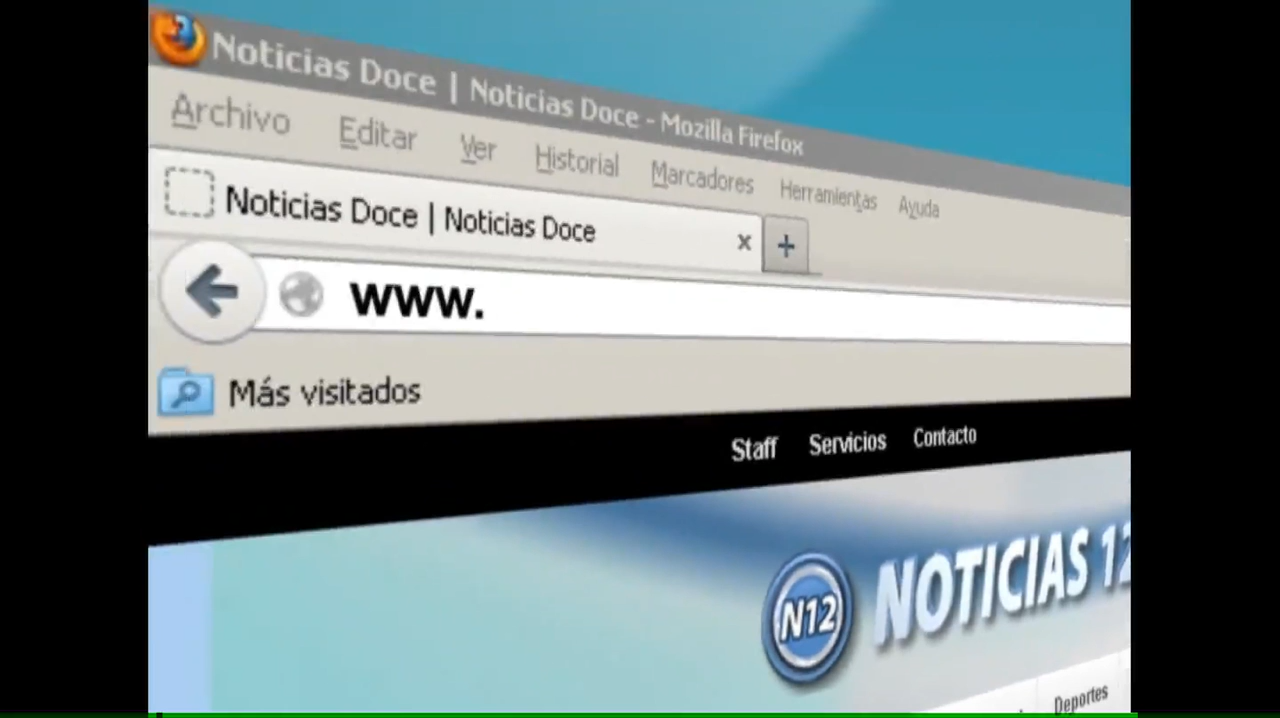 Noticias Doce | Noticias Doce - Mozilla Firefox
Archivo Editar Ver Historial Marcadores Herramientas Ayuda
Noticias Doce | Noticias Doce x +
www.
Más visitados
Staff Servicios Contacto
N12 NOTICIAS 12
Deportes